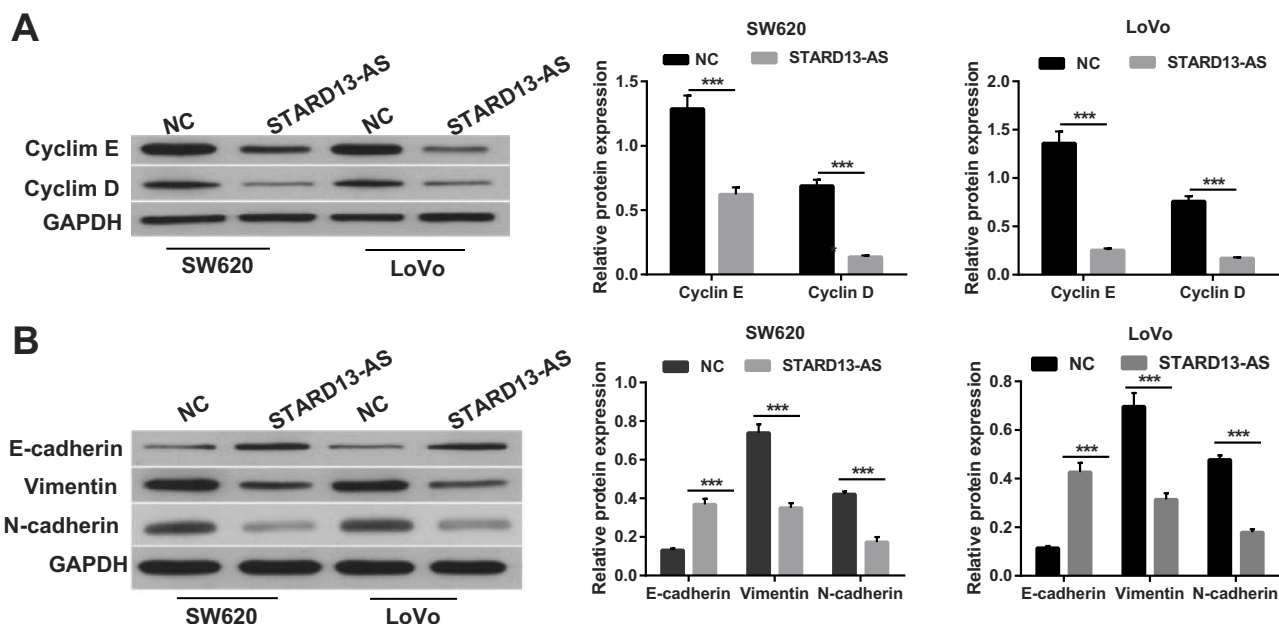 A
NC
STARD13-AS
NC
STARD13-AS
Cyclim E
Cyclim D
GAPDH
SW620
LoVo
SW620
NC
STARD13-AS
Relative protein expression
1.5
1.0
0.5
0.0
***
***
*
Cyclin E
Cyclin D
LoVo
NC
STARD13-AS
Relative protein expression
2.0
1.5
1.0
0.5
0.0
***
***
Cyclin E
Cyclin D
B
NC
STARD13-AS
NC
STARD13-AS
E-cadherin
Vimentin
N-cadherin
GAPDH
SW620
LoVo
SW620
NC
STARD13-AS
Relative protein expression
1.0
0.8
0.6
0.4
0.2
0.0
***
***
***
E-cadherin
Vimentin
N-cadherin
LoVo
NC
STARD13-AS
Relative protein expression
0.8
0.6
0.4
0.2
0.0
***
***
***
E-cadherin
Vimentin
N-cadherin